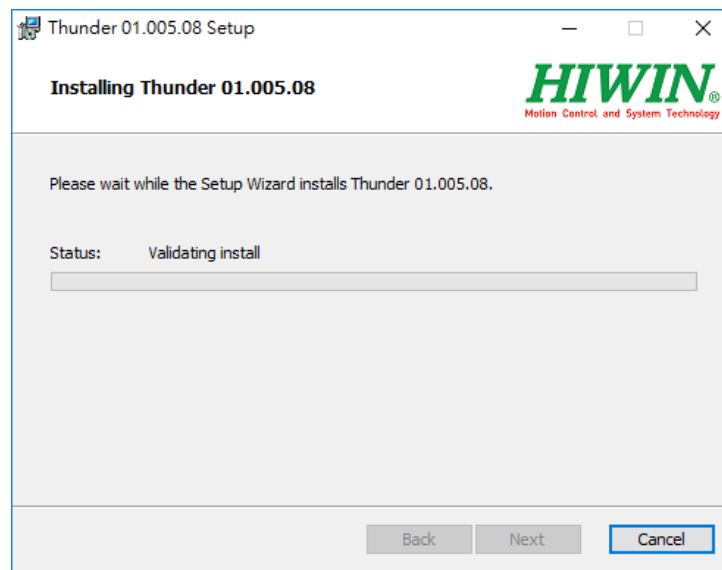 Thunder 01.005.08 Setup
Installing Thunder 01.005.08
HIWIN®
Motion Control and System Technology
Please wait while the Setup Wizard installs Thunder 01.005.08.
Status: Validating install
Back Next Cancel